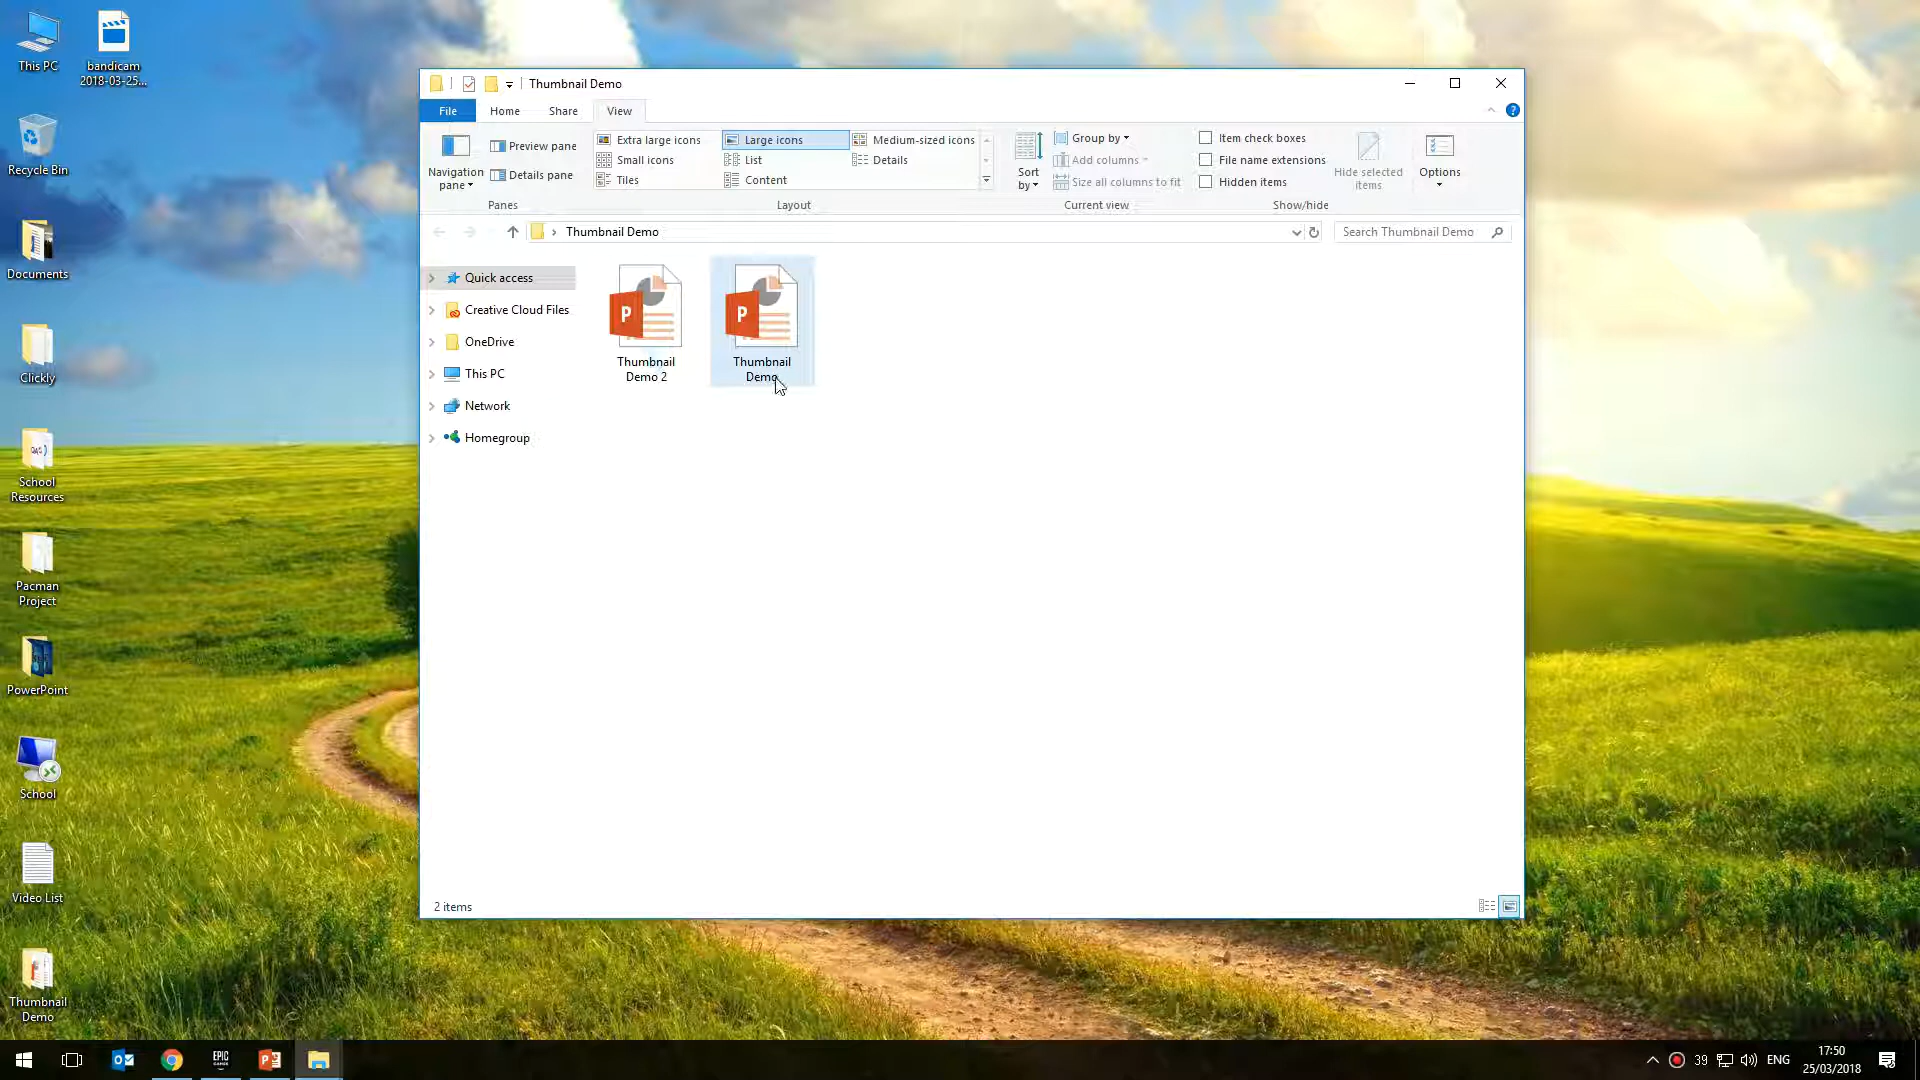 This PC
bandicam
2018-03-25...
Recycle Bin
Documents
Clickly
School
Resources
Pacman
Project
PowerPoint
School
Video List
Thumbnail
Demo
Thumbnail Demo
File
Home
Share
View
Navigation
pane
Preview pane
Details pane
Panes
Extra large icons
Large icons
Medium-sized icons
Small icons
List
Details
Tiles
Content
Layout
Sort
by
Group by
Add columns
Size all columns to fit
Current view
Item check boxes
File name extensions
Hidden items
Hide selected
items
Show/hide
Options
Thumbnail Demo
Search Thumbnail Demo
Quick access
Creative Cloud Files
OneDrive
This PC
Network
Homegroup
P
Thumbnail
Demo 2
P
Thumbnail
Demo
2 items
EPIC
GAMES
39
ENG
17:50
25/03/2018